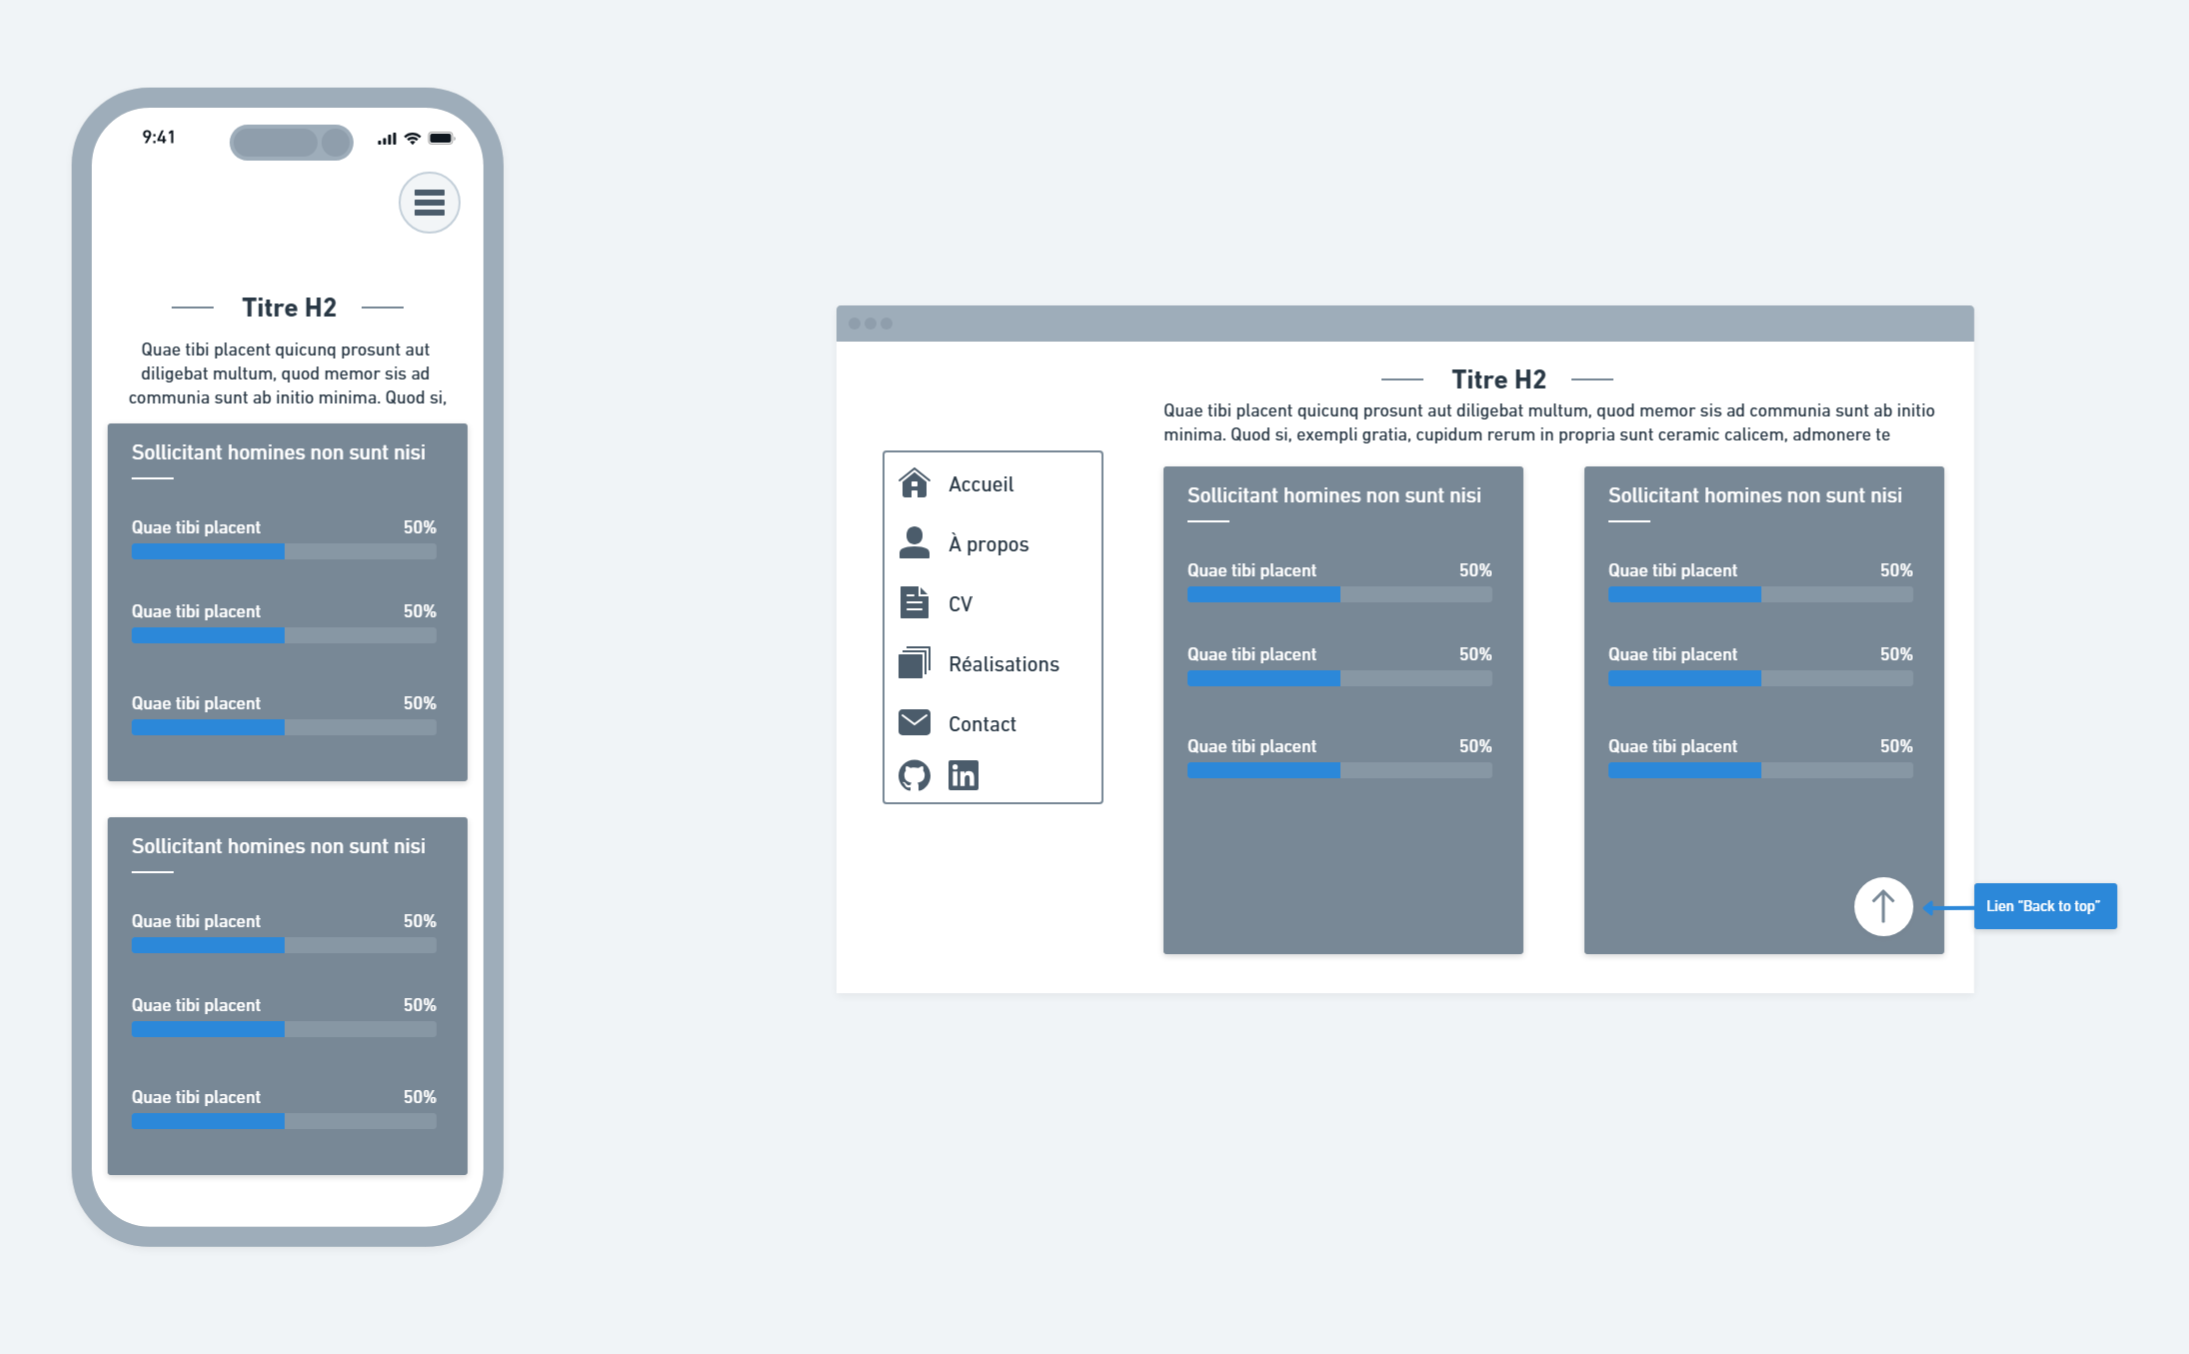 9:41
Titre H2
Quae tibi placent quicunq prosunt aut
diligebat multum, quod memor sis ad
communia sunt ab initio minima. Quod si,
Sollicitant homines non sunt nisi
Quae tibi placent 50%
Quae tibi placent 50%
Quae tibi placent 50%
Sollicitant homines non sunt nisi
Quae tibi placent 50%
Quae tibi placent 50%
Quae tibi placent 50%
Titre H2
Quae tibi placent quicunq prosunt aut diligebat multum, quod memor sis ad communia sunt ab initio
minima. Quod si, exempli gratia, cupidum rerum in propria sunt ceramic calicem, admonere te
Accueil
À propos
CV
Réalisations
Contact
in
Sollicitant homines non sunt nisi
Quae tibi placent 50%
Quae tibi placent 50%
Quae tibi placent 50%
Sollicitant homines non sunt nisi
Quae tibi placent 50%
Quae tibi placent 50%
Quae tibi placent 50%
Lien "Back to top"